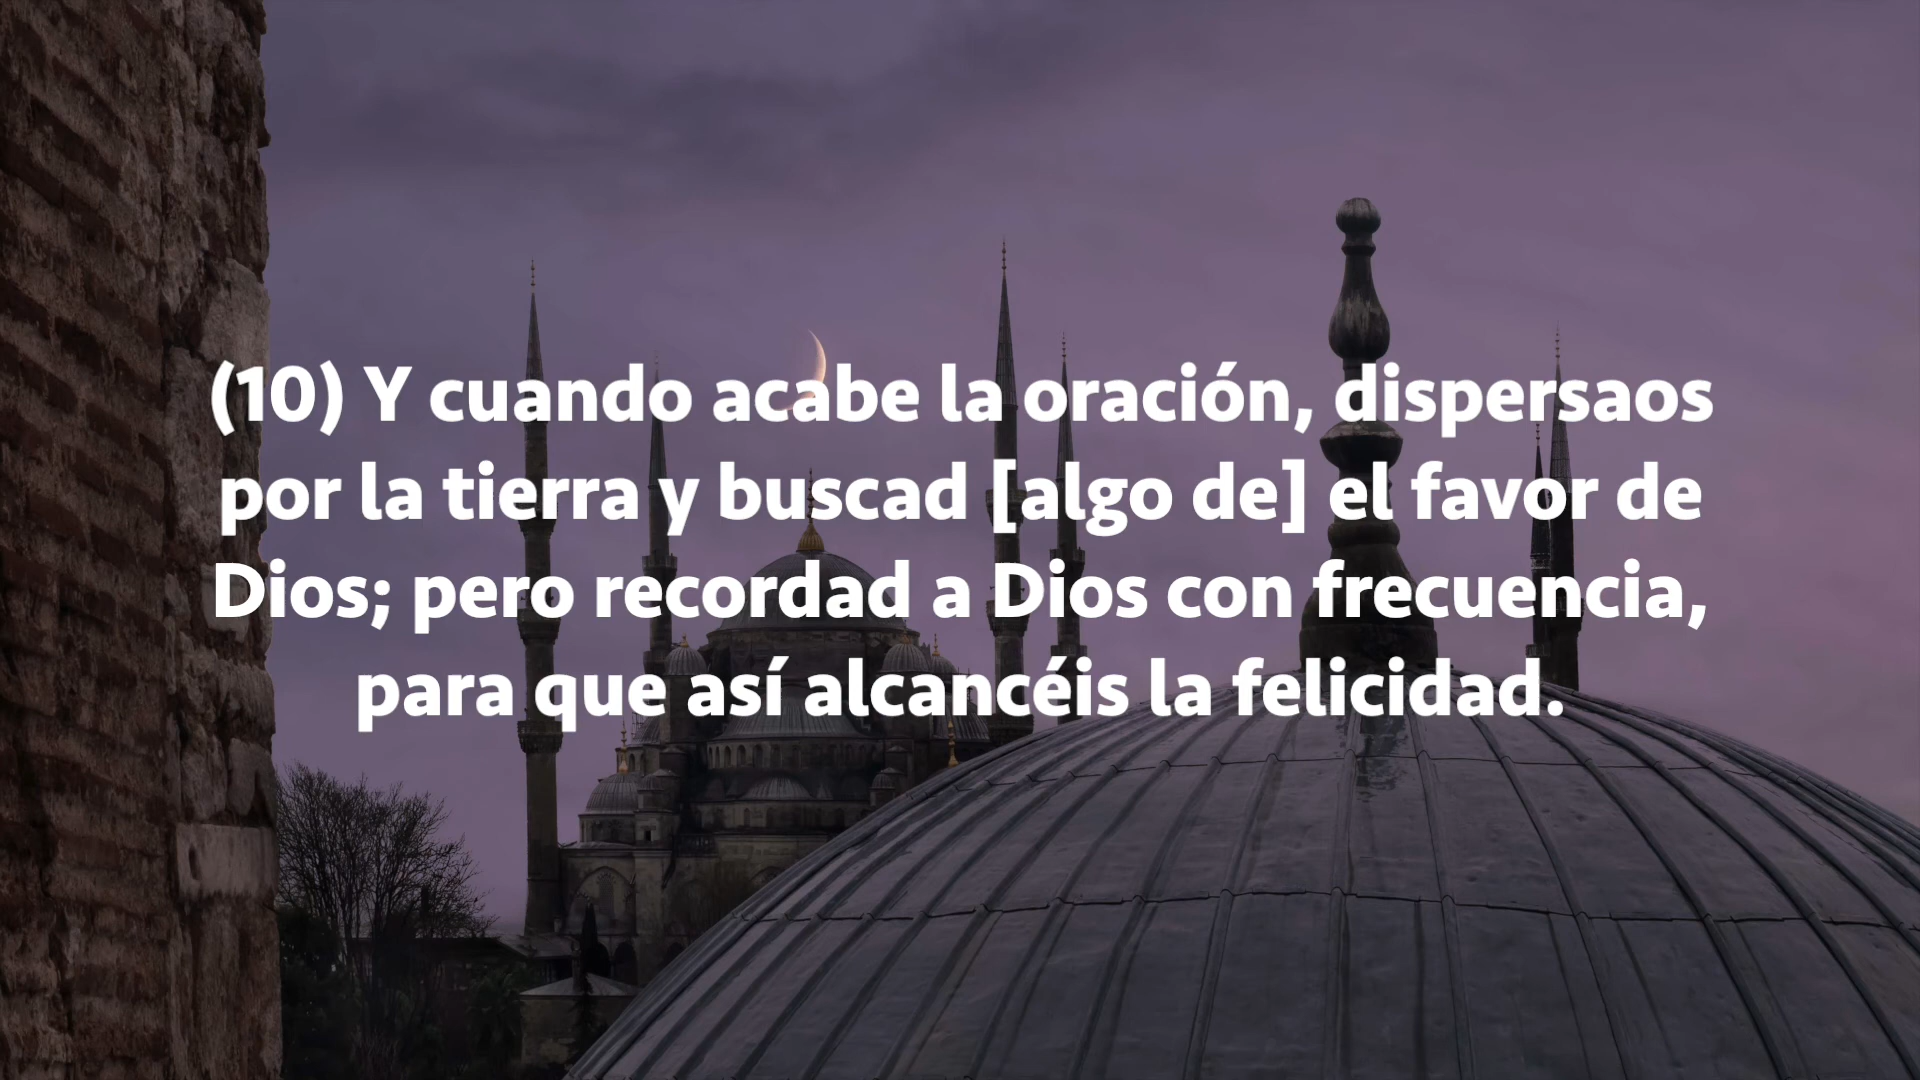 (10) Y cuando acabe la oración, dispersaos
por la tierra y buscad [algo de] el favor de
Dios; pero recordad a Dios con frecuencia,
para que así alcancéis la felicidad.